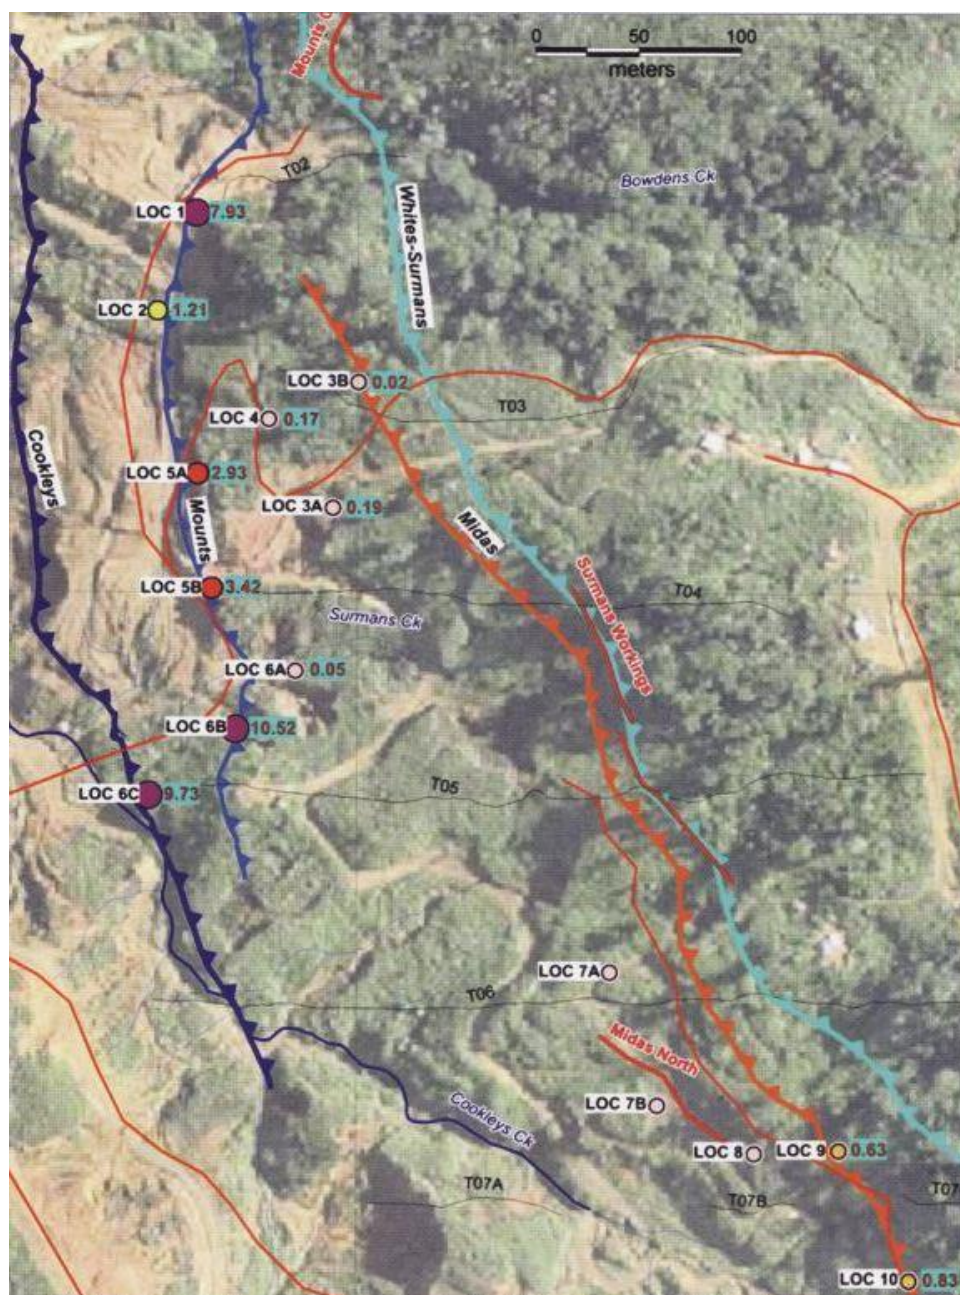 0 50 100
meters
Mounts
T02
Bowdens Ck
LOC 1 7.93
Whites-Surmans
LOC 2 1.21
LOC 3B 0.02
T03
LOC 4 0.17
Cookleys
LOC 5A 2.93
LOC 3A 0.19
Mounts
Midas
Surmans Workings
LOC 5B 3.42
T04
Surmans Ck
LOC 6A 0.05
LOC 6B 10.52
LOC 6C 9.73
T05
LOC 7A
T06
Midas North
LOC 7B
Cookleys Ck
LOC 8
LOC 9 0.63
T07A
T07B
T07
LOC 10 0.83